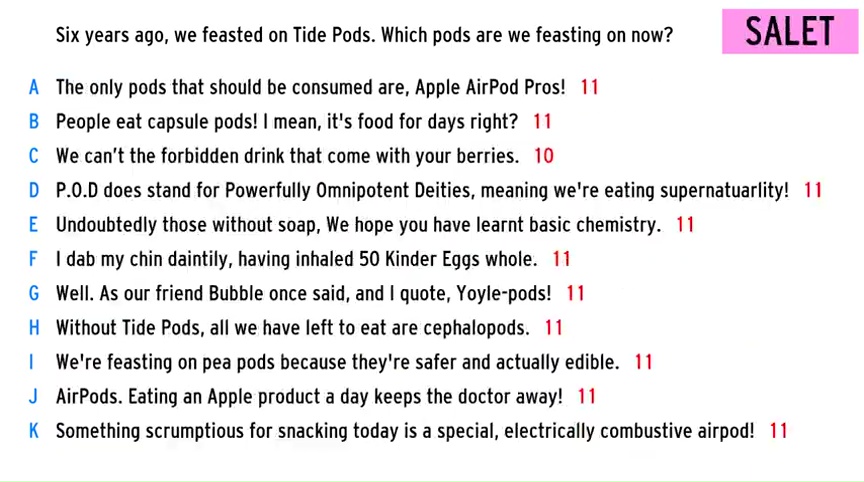 Six years ago, we feasted on Tide Pods. Which pods are we feasting on now?
SALET
A The only pods that should be consumed are, Apple AirPod Pros! 11
B People eat capsule pods! I mean, it's food for days right? 11
C We can’t the forbidden drink that come with your berries. 10
D P.O.D does stand for Powerfully Omnipotent Deities, meaning we're eating supernatuarlity! 11
E Undoubtedly those without soap, We hope you have learnt basic chemistry. 11
F I dab my chin daintily, having inhaled 50 Kinder Eggs whole. 11
G Well. As our friend Bubble once said, and I quote, Yoyle-pods! 11
H Without Tide Pods, all we have left to eat are cephalopods. 11
I We're feasting on pea pods because they're safer and actually edible. 11
J AirPods. Eating an Apple product a day keeps the doctor away! 11
K Something scrumptious for snacking today is a special, electrically combustive airpod! 11